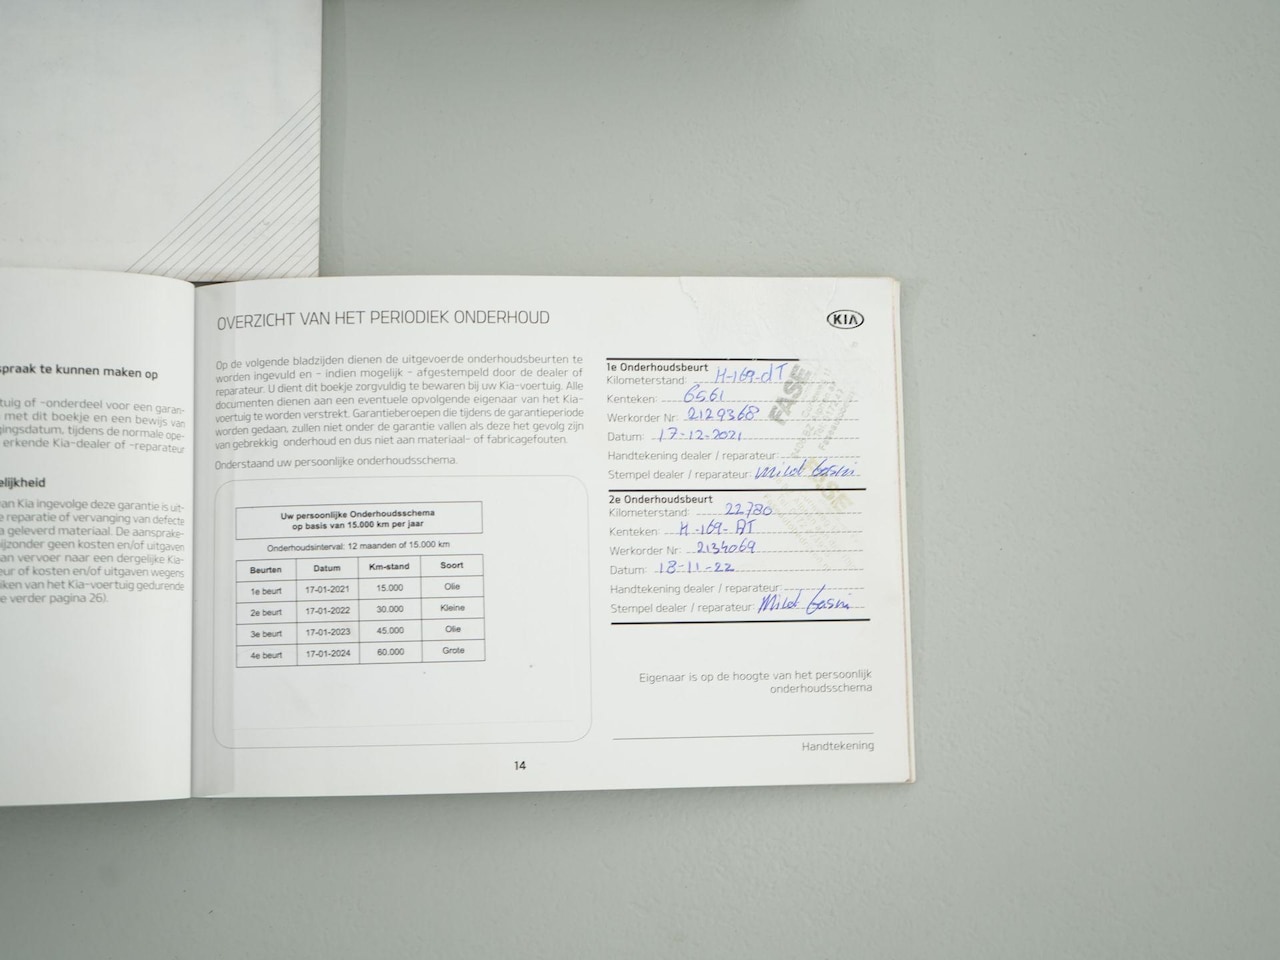 spraak te kunnen maken op
tuig of -onderdeel voor een garan-
met dit boekje en een bewijs van
gingsdatum, tijdens de normale ope-
erkende Kia-dealer of -reparateur
elijkheid
van Kia ingevolge deze garantie is uit-
e reparatie of vervanging van defecte
a geleverd materiaal. De aansprake-
ijzonder geen kosten en/of uitgaven
an vervoer naar een dergelijke Kia-
eur of kosten en/of uitgaven wegens
iken van het Kia-voertuig gedurende
e verder pagina 26).
OVERZICHT VAN HET PERIODIEK ONDERHOUD
KIA
Op de volgende bladzijden dienen de uitgevoerde onderhoudsbeurten te
worden ingevuld en - indien mogelijk - afgestempeld door de dealer of
reparateur. U dient dit boekje zorgvuldig te bewaren bij uw Kia-voertuig. Alle
documenten dienen aan een eventuele opvolgende eigenaar van het Kia-
voertuig te worden verstrekt. Garantieberoepen die tijdens de garantieperiode
worden gedaan, zullen niet onder de garantie vallen als deze het gevolg zijn
van gebrekkig onderhoud en dus niet aan materiaal- of fabricagefouten.
Onderstaand uw persoonlijke onderhoudsschema.
Uw persoonlijke Onderhoudsschema
op basis van 15.000 km per jaar
Onderhoudsinterval: 12 maanden of 15.000 km
Beurten Datum Km-stand Soort
1e beurt 17-01-2021 15.000 Olie
2e beurt 17-01-2022 30.000 Kleine
3e beurt 17-01-2023 45.000 Olie
4e beurt 17-01-2024 60.000 Grote
1e Onderhoudsbeurt
Kilometerstand: H-169-dT
Kenteken: 6561
Werkorder Nr: 2129368
Datum: 17-12-2021
Handtekening dealer / reparateur:
Stempel dealer / reparateur:
FASE
2e Onderhoudsbeurt
Kilometerstand: 22780
Kenteken: H-169-AT
Werkorder Nr: 2134069
Datum: 18-11-22
Handtekening dealer / reparateur:
Stempel dealer / reparateur:
FASE
Eigenaar is op de hoogte van het persoonlijk
onderhoudsschema
Handtekening
14